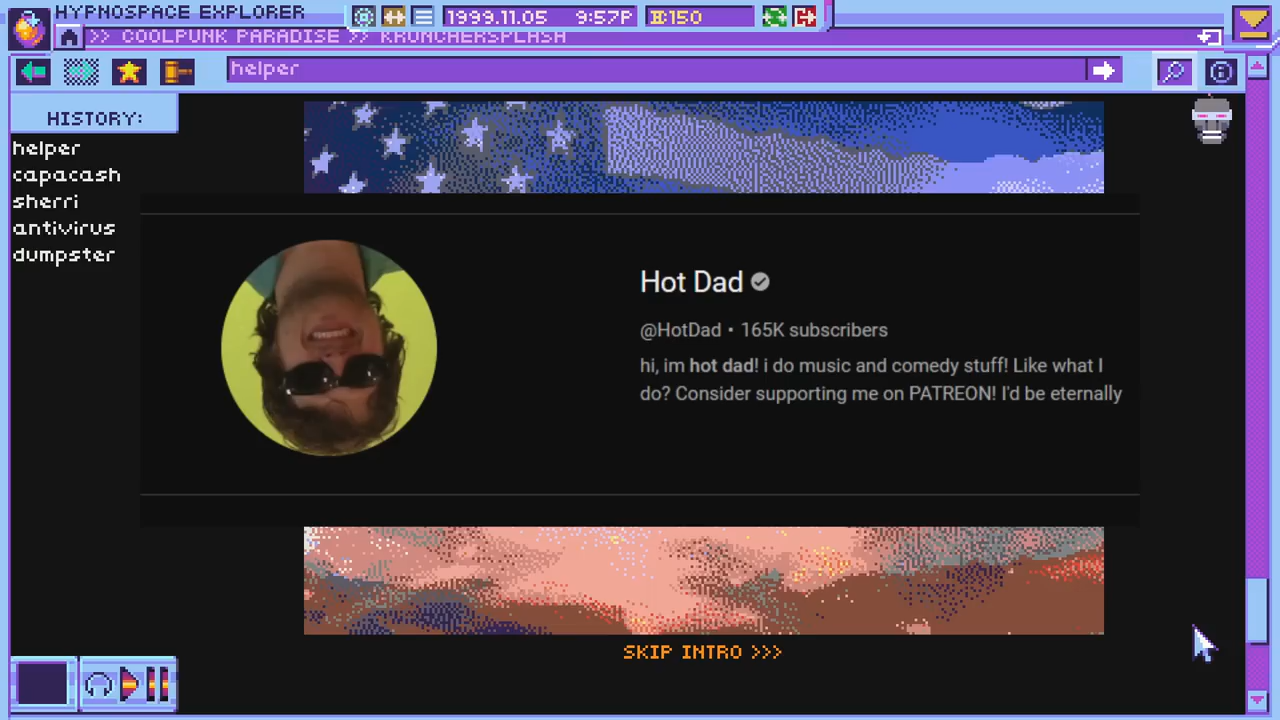 HYPNOSPACE EXPLORER
1999.11.05 9:57P
150
>> COOLPUNK PARADISE >> KRUNCHERSPLASH
helper
HISTORY:
helper
capacash
sherri
antivirus
dumpster
Hot Dad
@HotDad • 165K subscribers
hi, im hot dad! i do music and comedy stuff! Like what I
do? Consider supporting me on PATREON! I'd be eternally
SKIP INTRO >>>